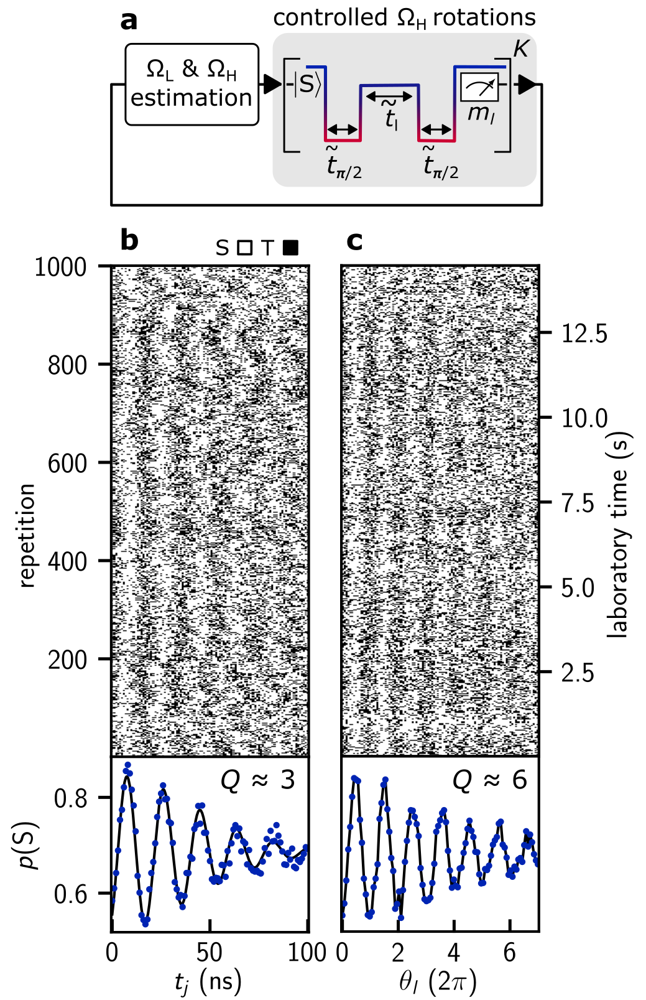 a
controlled Ω_H rotations
Ω_L & Ω_H
estimation
|S⟩
t̃_l
t̃_π/2
t̃_π/2
m_l
K
b
S T
c
1000
800
600
400
200
repetition
12.5
10.0
7.5
5.0
2.5
laboratory time (s)
Q ≈ 3
Q ≈ 6
0.8
0.6
p(S)
0 50 100
t_j (ns)
0 2 4 6
θ_l (2π)